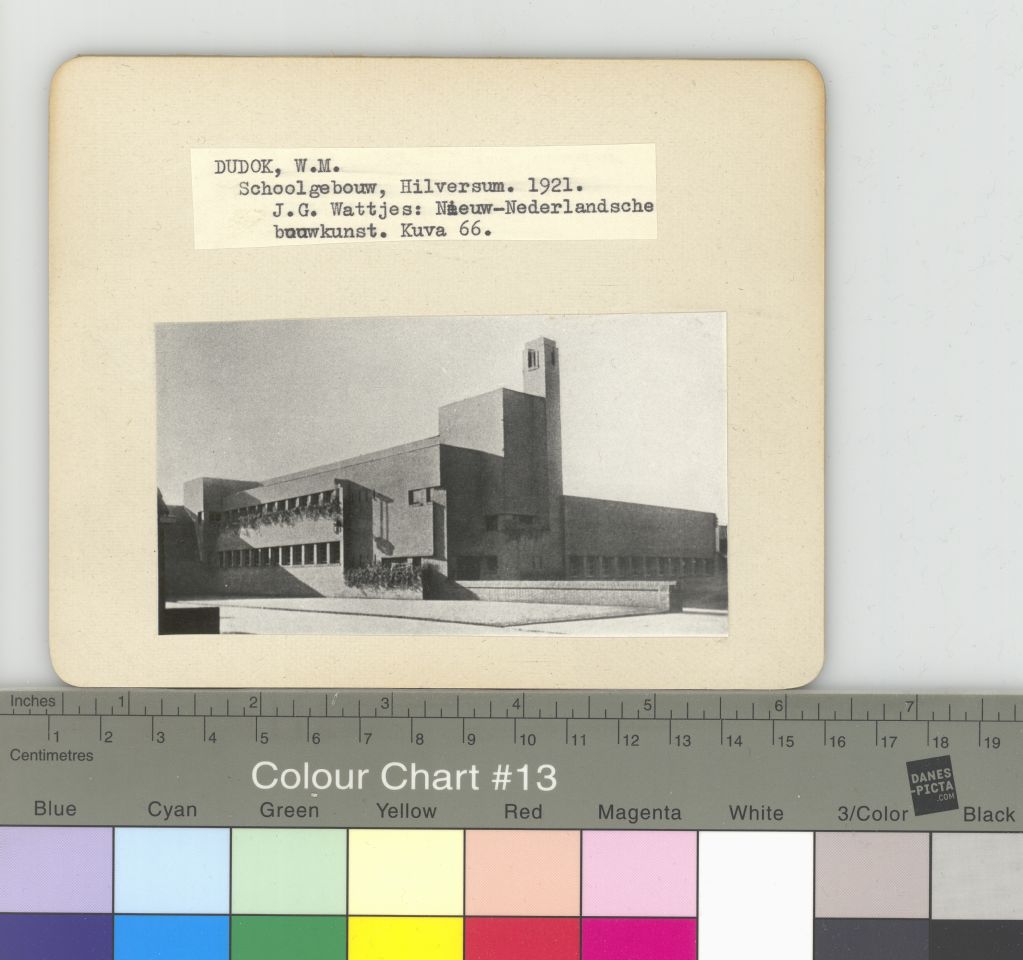 DUDOK, W.M.
Schoolgebouw, Hilversum. 1921.
J.G. Wattjes: Nieuw-Nederlandsche
bouwkunst. Kuva 66.
Inches 1 2 3 4 5 6 7
1 2 3 4 5 6 7 8 9 10 11 12 13 14 15 16 17 18 19
Centimetres
Colour Chart #13
DANES
-PICTA
.COM
Blue Cyan Green Yellow Red Magenta White 3/Color Black